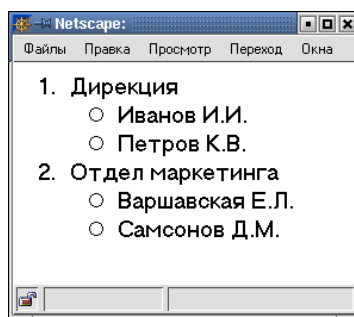 Netscape:
Файлы Правка Просмотр Переход Окна
1. Дирекция
○ Иванов И.И.
○ Петров К.В.
2. Отдел маркетинга
○ Варшавская Е.Л.
○ Самсонов Д.М.